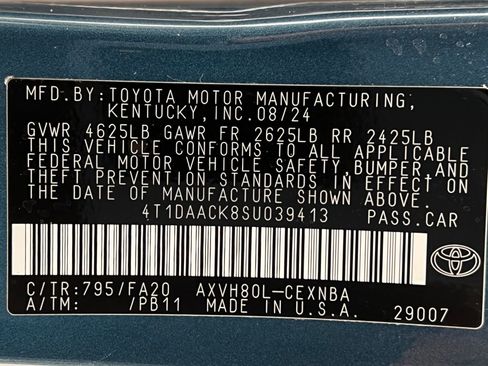 MFD.BY:TOYOTA MOTOR MANUFACTURING,
KENTUCKY,INC.08/24
GVWR 4625LB GAWR FR 2625LB RR 2425LB
THIS VEHICLE CONFORMS TO ALL APPLICABLE
FEDERAL MOTOR VEHICLE SAFETY,BUMPER,AND
THEFT PREVENTION STANDARDS IN EFFECT ON
THE DATE OF MANUFACTURE SHOWN ABOVE.
4T1DAACK8SU039413 PASS.CAR
TOYOTA
C/TR:795/FA20 AXVH80L-CEXNBA
A/TM: /PB11 MADE IN U.S.A. 29007